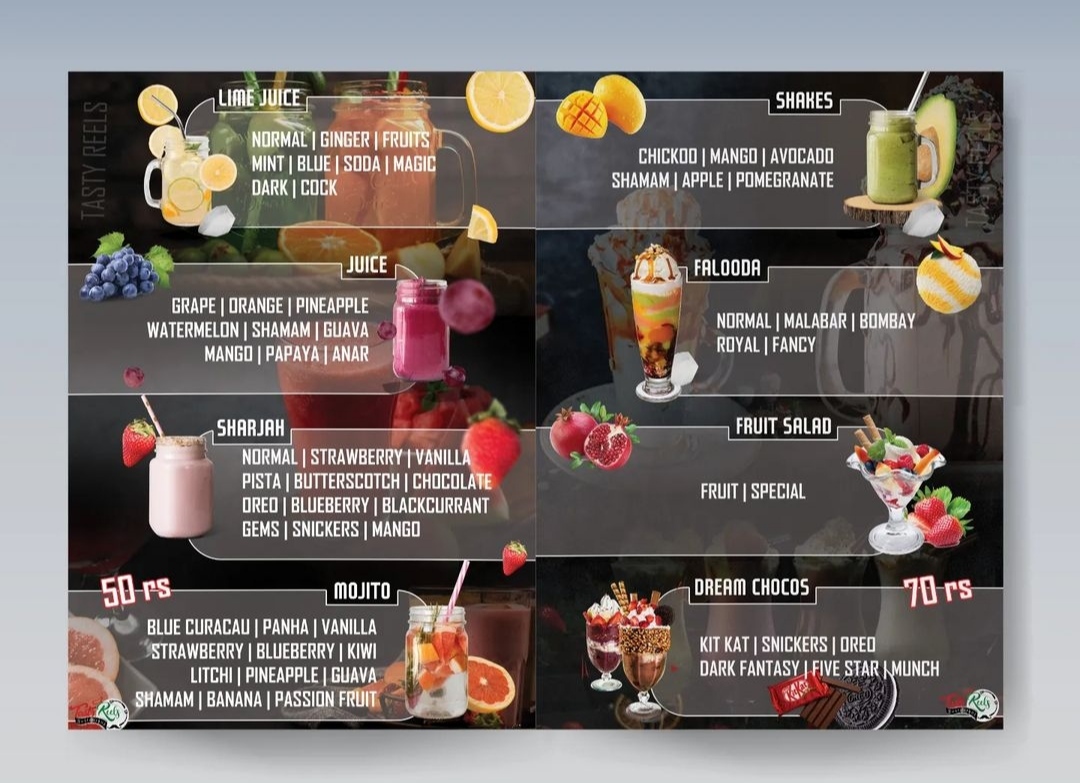 TASTY REELS
LIME JUICE
NORMAL | GINGER | FRUITS
MINT | BLUE | SODA | MAGIC
DARK | COCK
JUICE
GRAPE | ORANGE | PINEAPPLE
WATERMELON | SHAMAM | GUAVA
MANGO | PAPAYA | ANAR
SHARJAH
NORMAL | STRAWBERRY | VANILLA
PISTA | BUTTERSCOTCH | CHOCOLATE
OREO | BLUEBERRY | BLACKCURRANT
GEMS | SNICKERS | MANGO
50 rs
MOJITO
BLUE CURACAU | PANHA | VANILLA
STRAWBERRY | BLUEBERRY | KIWI
LITCHI | PINEAPPLE | GUAVA
SHAMAM | BANANA | PASSION FRUIT
Reels
SHAKES
CHICKOO | MANGO | AVOCADO
SHAMAM | APPLE | POMEGRANATE
FALOODA
NORMAL | MALABAR | BOMBAY
ROYAL | FANCY
FRUIT SALAD
FRUIT | SPECIAL
DREAM CHOCOS
70 rs
KIT KAT | SNICKERS | OREO
DARK FANTASY | FIVE STAR | MUNCH
KitKat
Reels